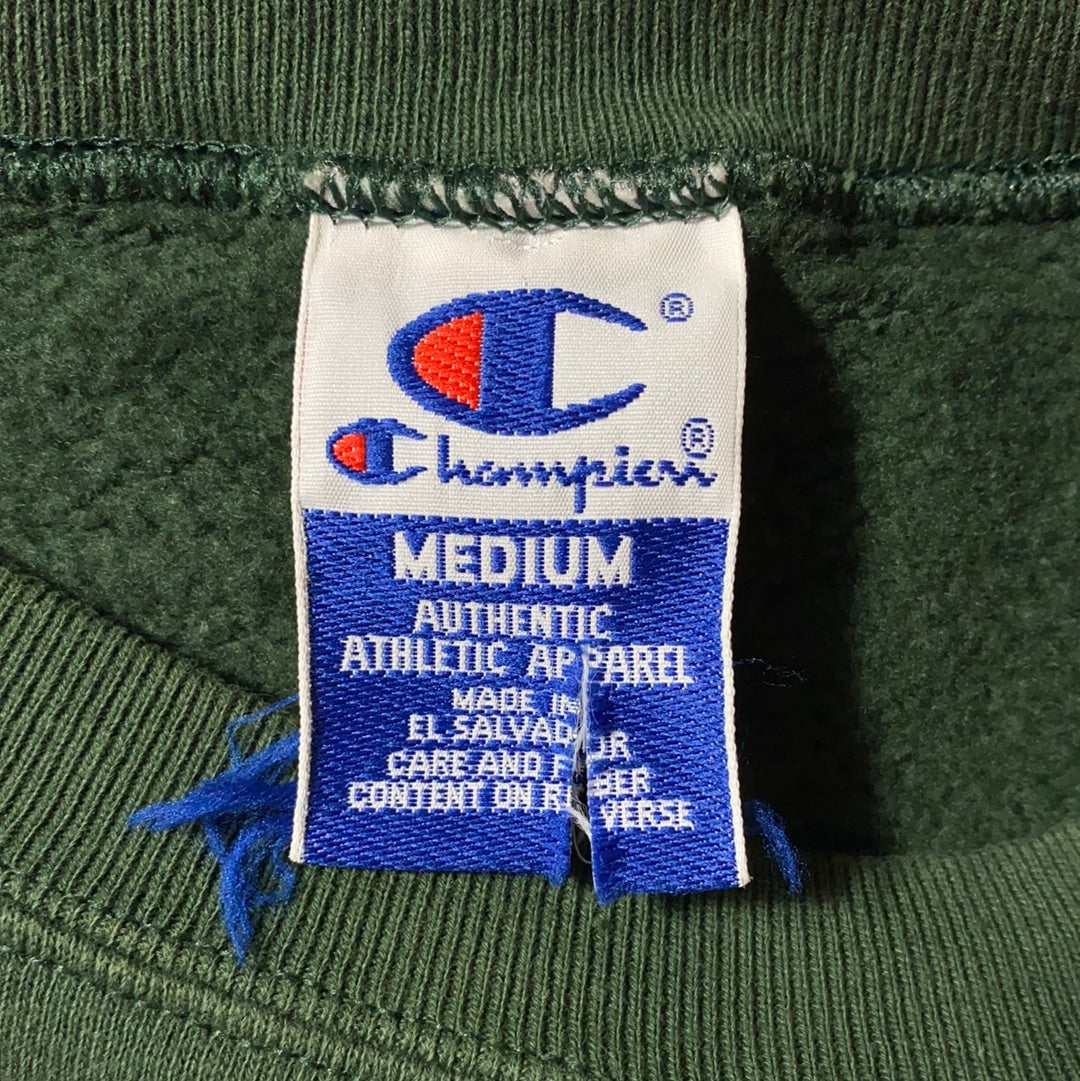 ®
Champion®
MEDIUM
AUTHENTIC
ATHLETIC APPAREL
MADE IN
EL SALVADOR
CARE AND FIBER
CONTENT ON REVERSE